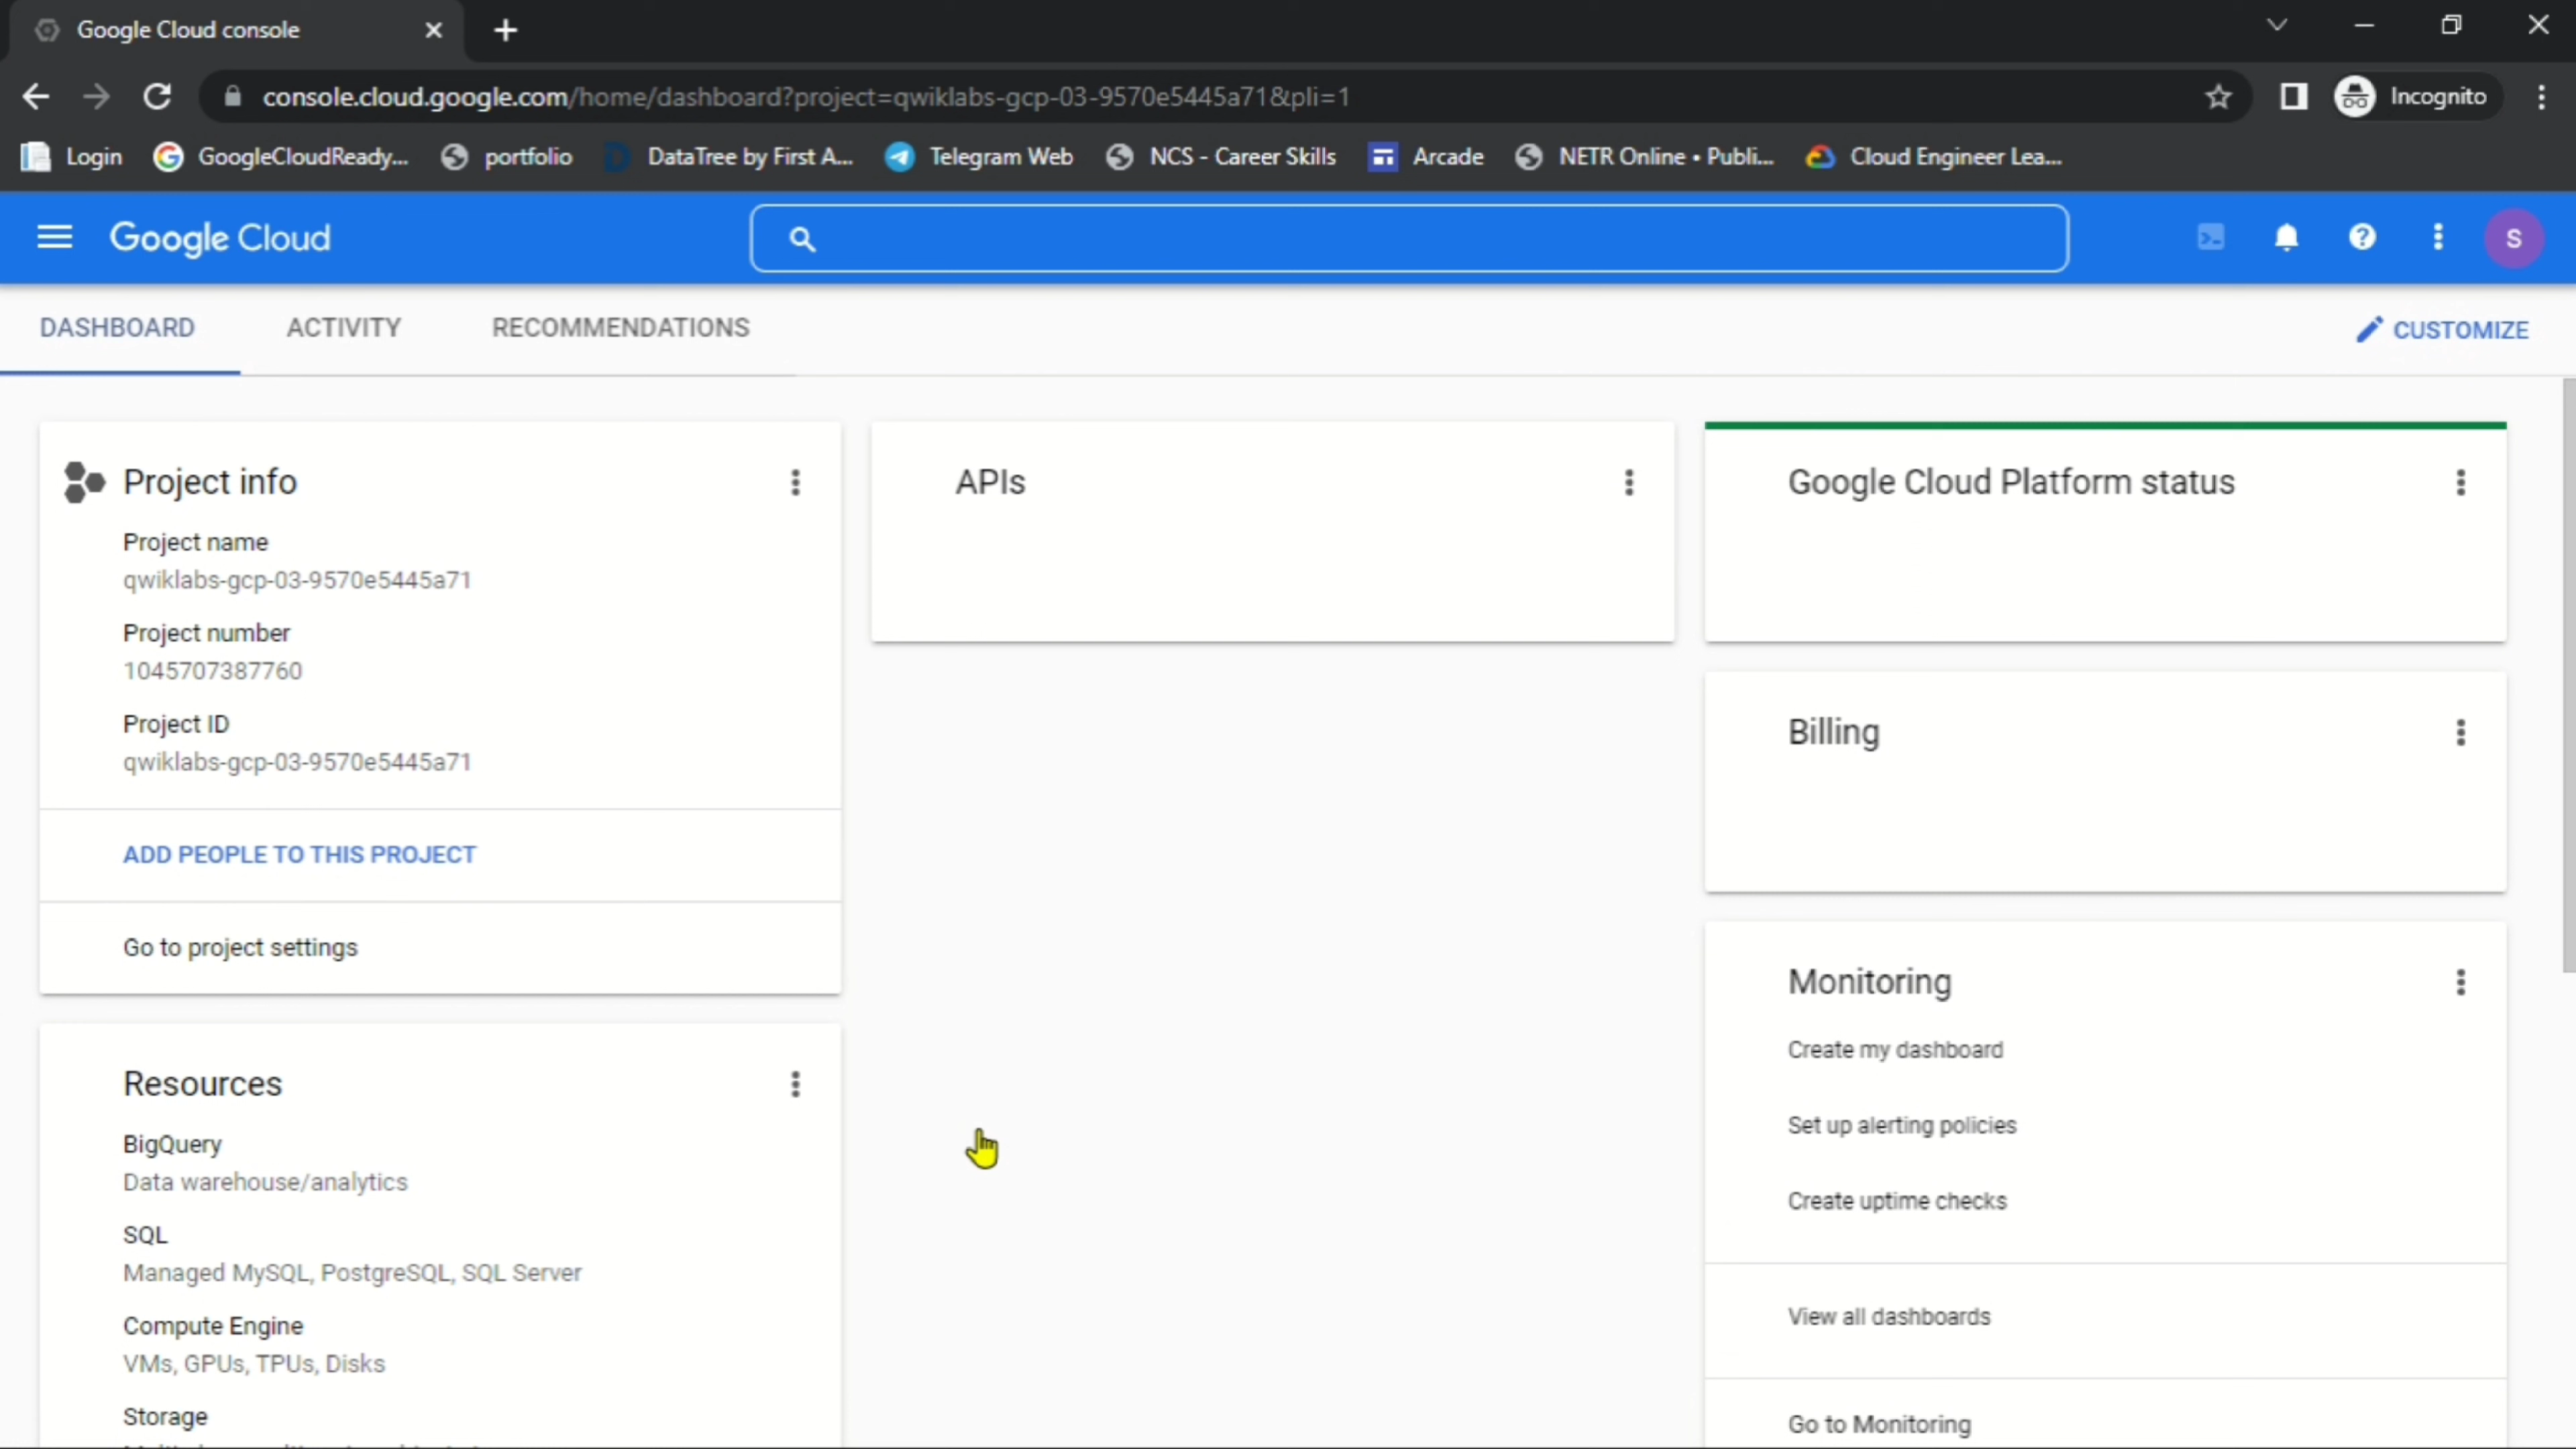 Google Cloud console
console.cloud.google.com/home/dashboard?project=qwiklabs-gcp-03-9570e5445a71&pli=1
Incognito
Login
GoogleCloudReady...
portfolio
DataTree by First A...
Telegram Web
NCS - Career Skills
Arcade
NETR Online • Publi...
Cloud Engineer Lea...
Google Cloud
S
DASHBOARD
ACTIVITY
RECOMMENDATIONS
CUSTOMIZE
Project info
Project name
qwiklabs-gcp-03-9570e5445a71
Project number
1045707387760
Project ID
qwiklabs-gcp-03-9570e5445a71
ADD PEOPLE TO THIS PROJECT
Go to project settings
Resources
BigQuery
Data warehouse/analytics
SQL
Managed MySQL, PostgreSQL, SQL Server
Compute Engine
VMs, GPUs, TPUs, Disks
Storage
APIs
Google Cloud Platform status
Billing
Monitoring
Create my dashboard
Set up alerting policies
Create uptime checks
View all dashboards
Go to Monitoring